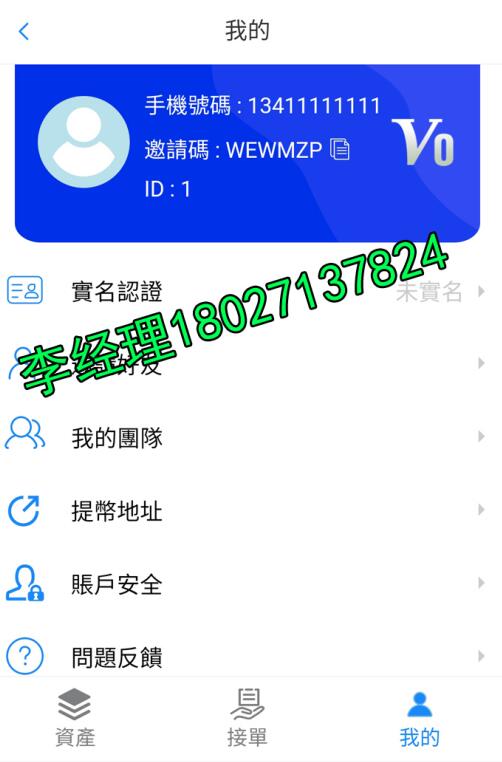 我的
手機號碼 : 13411111111
邀請碼 : WEWMZP
V0
ID : 1
實名認證
未實名
李经理18027137824
邀請好友
我的團隊
提幣地址
賬戶安全
問題反饋
資產
接單
我的